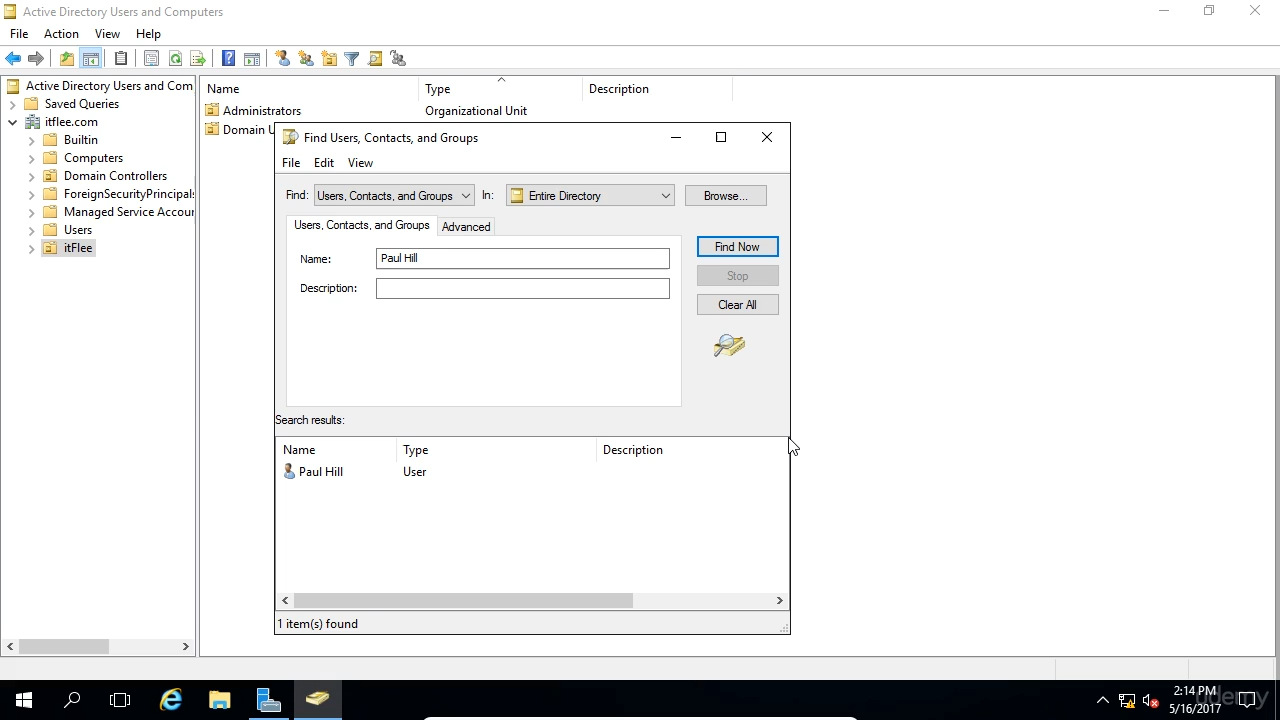 Active Directory Users and Computers
File Action View Help
Active Directory Users and Com
Saved Queries
itflee.com
Builtin
Computers
Domain Controllers
ForeignSecurityPrincipals
Managed Service Accour
Users
itFlee
Name Type Description
Administrators Organizational Unit
Domain U
Find Users, Contacts, and Groups
File Edit View
Find: Users, Contacts, and Groups In: Entire Directory Browse...
Users, Contacts, and Groups Advanced
Name: Paul Hill
Description:
Find Now
Stop
Clear All
Search results:
Name Type Description
Paul Hill User
1 item(s) found
2:14 PM
5/16/2017
udemy